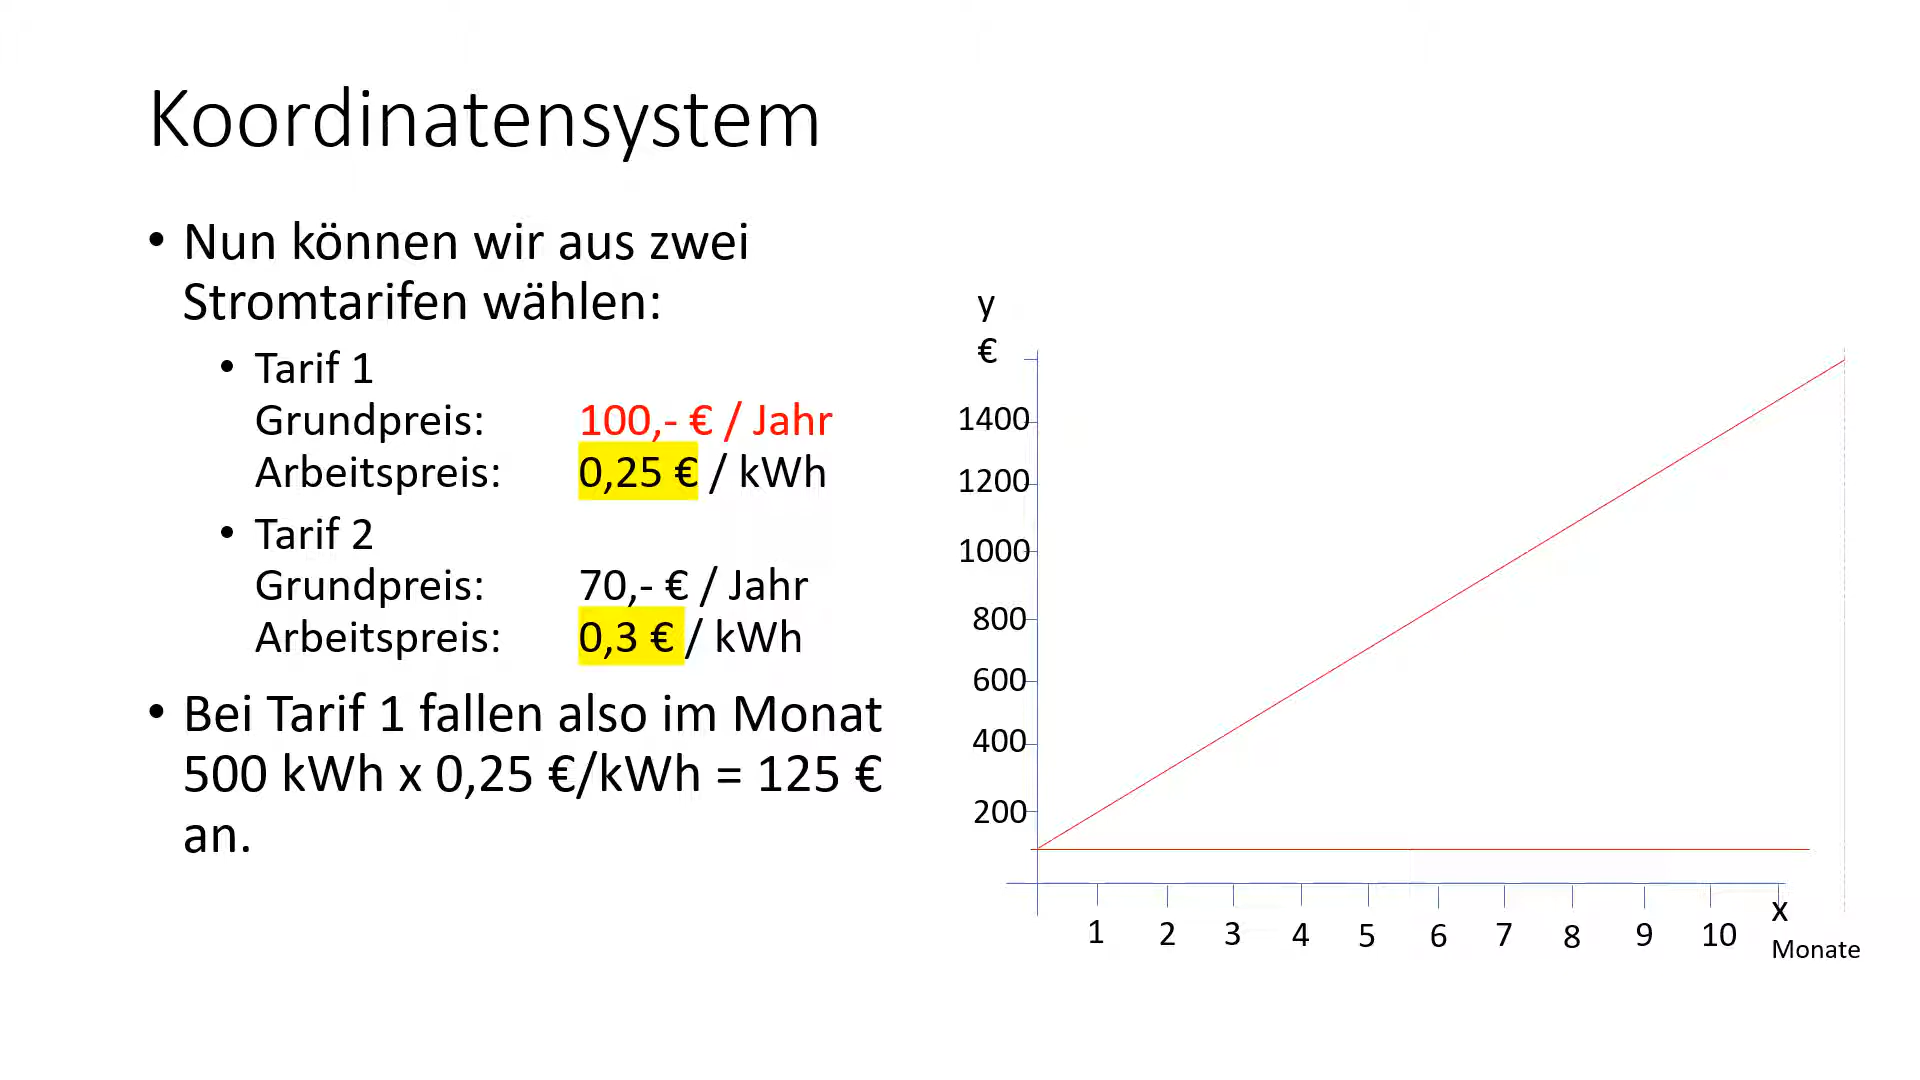 Koordinatensystem
• Nun können wir aus zwei
Stromtarifen wählen:
• Tarif 1
Grundpreis: 100,- € / Jahr
Arbeitspreis: 0,25 € / kWh
• Tarif 2
Grundpreis: 70,- € / Jahr
Arbeitspreis: 0,3 € / kWh
• Bei Tarif 1 fallen also im Monat
500 kWh x 0,25 €/kWh = 125 €
an.
y
€
1400
1200
1000
800
600
400
200
1 2 3 4 5 6 7 8 9 10
x
Monate